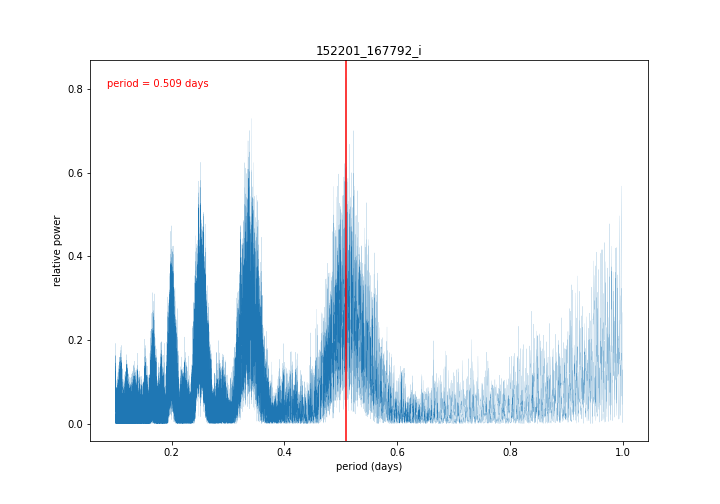 152201_167792_i
period = 0.509 days
relative power
0.8
0.6
0.4
0.2
0.0
0.2 0.4 0.6 0.8 1.0
period (days)